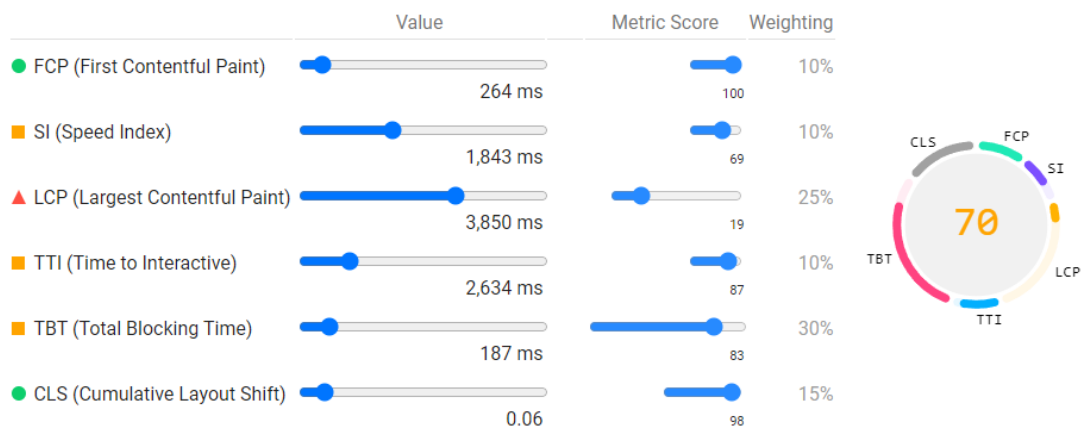 Value Metric Score Weighting
FCP (First Contentful Paint) 10%
264 ms 100
SI (Speed Index) 10%
1,843 ms 69
LCP (Largest Contentful Paint) 25%
3,850 ms 19
TTI (Time to Interactive) 10%
2,634 ms 87
TBT (Total Blocking Time) 30%
187 ms 83
CLS (Cumulative Layout Shift) 15%
0.06 98
CLS FCP
SI
70
TBT LCP
TTI